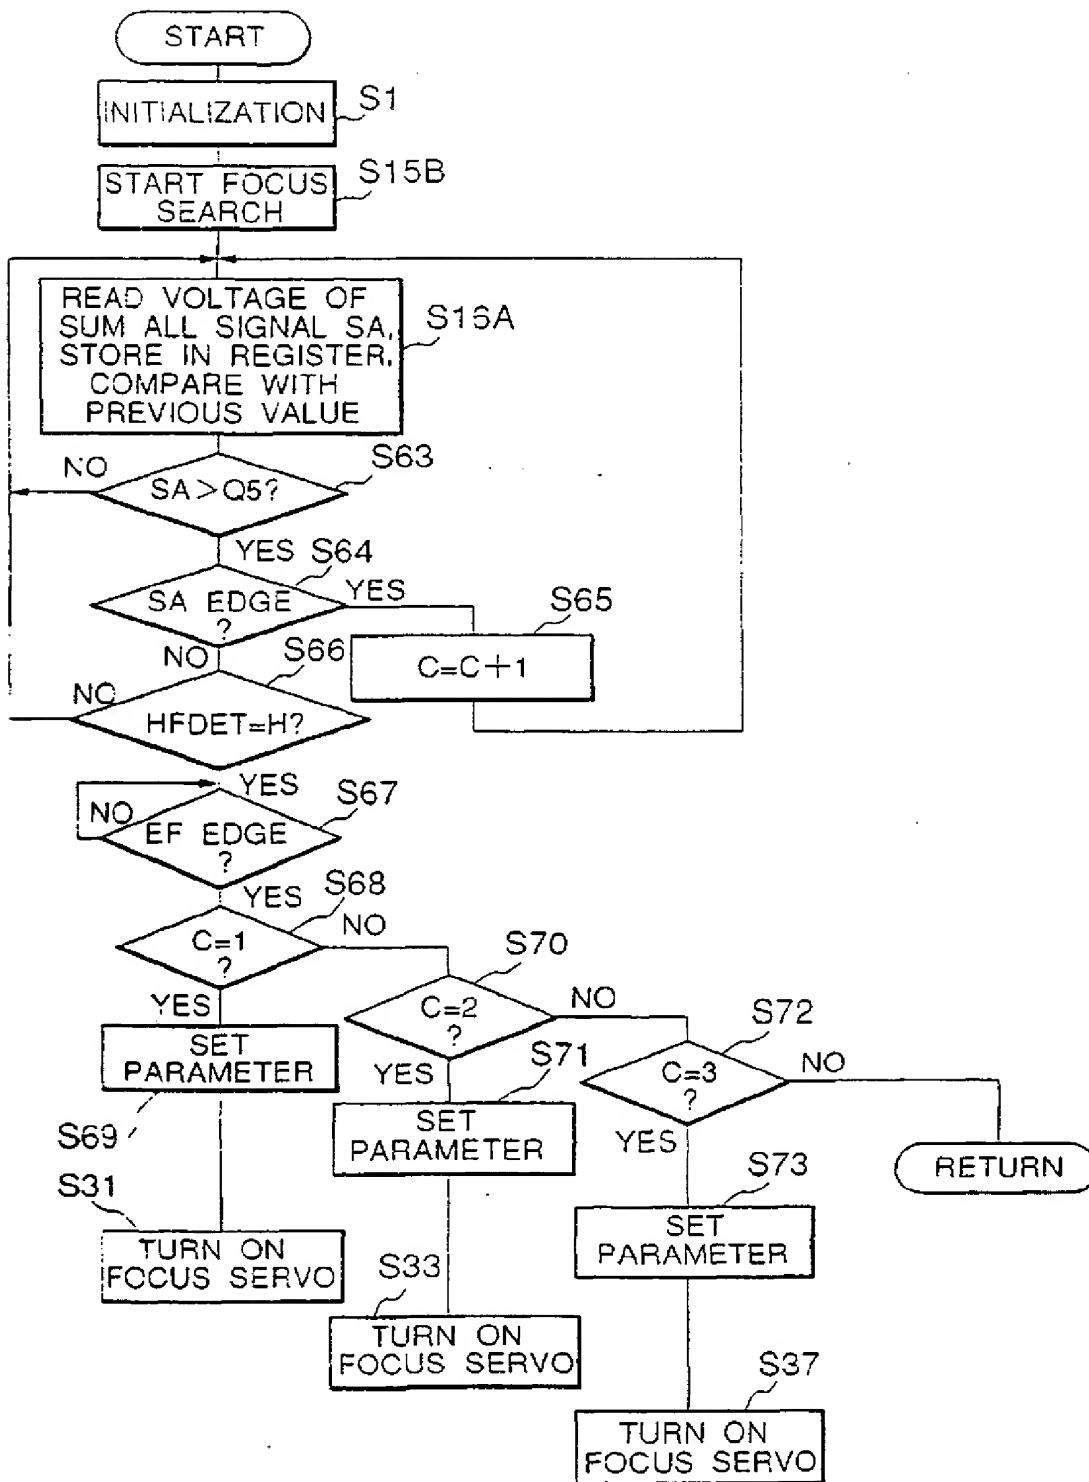 START
INITIALIZATION
S1
START FOCUS
SEARCH
S15B
READ VOLTAGE OF
SUM ALL SIGNAL SA,
STORE IN REGISTER.
COMPARE WITH
PREVIOUS VALUE
S16A
NO
SA>Q5?
S63
YES
S64
SA EDGE
?
YES
S65
C=C+1
NO
S66
NO
HFDET=H?
YES
NO
EF EDGE
?
S67
YES
S68
C=1
?
NO
S70
YES
C=2
?
NO
S72
SET
PARAMETER
S69
YES
S71
C=3
?
NO
SET
PARAMETER
YES
RETURN
S73
SET
PARAMETER
S31
TURN ON
FOCUS SERVO
S33
TURN ON
FOCUS SERVO
S37
TURN ON
FOCUS SERVO